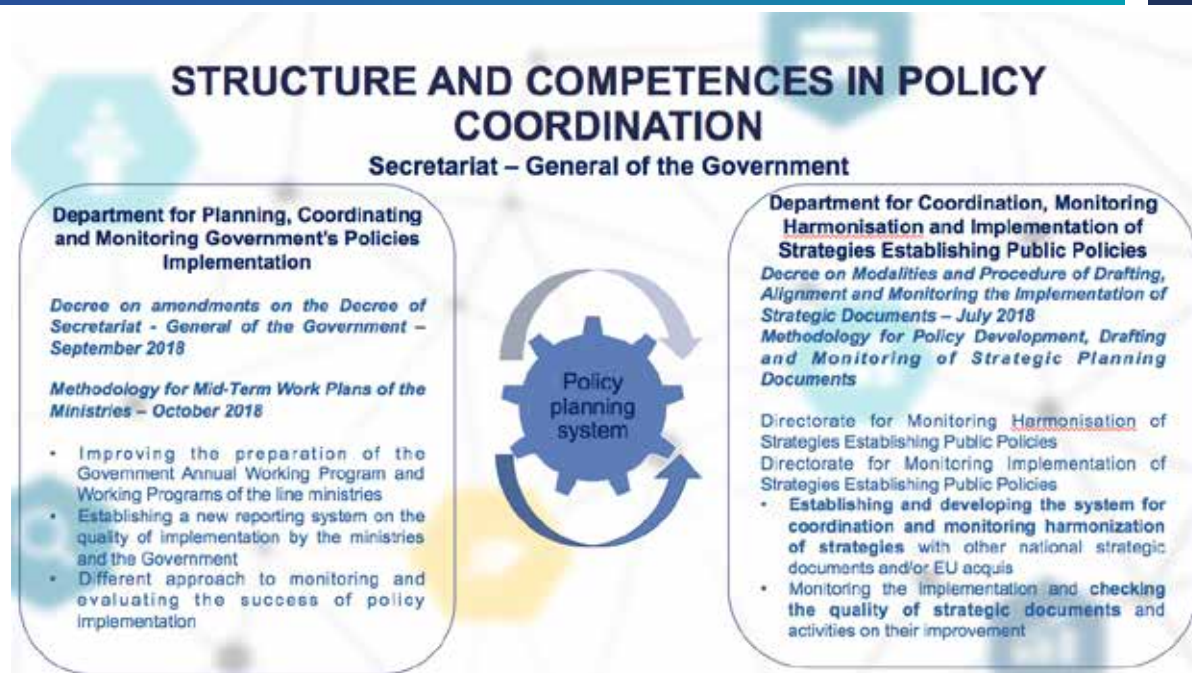 STRUCTURE AND COMPETENCES IN POLICY
COORDINATION
Secretariat – General of the Government
Department for Planning, Coordinating
and Monitoring Government's Policies
Implementation
Decree on amendments on the Decree of
Secretariat - General of the Government –
September 2018
Methodology for Mid-Term Work Plans of the
Ministries – October 2018
• Improving the preparation of the
Government Annual Working Program and
Working Programs of the line ministries
• Establishing a new reporting system on the
quality of implementation by the ministries
and the Government
• Different approach to monitoring and
evaluating the success of policy
implementation
Policy
planning
system
Department for Coordination, Monitoring
Harmonisation and Implementation of
Strategies Establishing Public Policies
Decree on Modalities and Procedure of Drafting,
Alignment and Monitoring the Implementation of
Strategic Documents – July 2018
Methodology for Policy Development, Drafting
and Monitoring of Strategic Planning
Documents
Directorate for Monitoring Harmonisation of
Strategies Establishing Public Policies
Directorate for Monitoring Implementation of
Strategies Establishing Public Policies
• Establishing and developing the system for
coordination and monitoring harmonization
of strategies with other national strategic
documents and/or EU acquis
• Monitoring the implementation and checking
the quality of strategic documents and
activities on their improvement